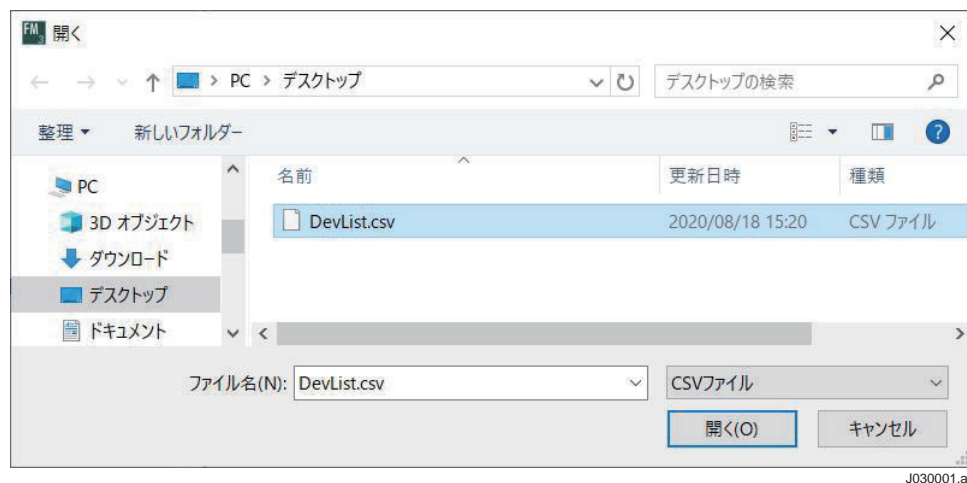 FM 3 開く
PC > デスクトップ
デスクトップの検索
整理 新しいフォルダー
名前 更新日時 種類
PC
3D オブジェクト
ダウンロード
デスクトップ
ドキュメント
DevList.csv 2020/08/18 15:20 CSV ファイル
ファイル名(N): DevList.csv CSVファイル
開く(O) キャンセル
J030001.a